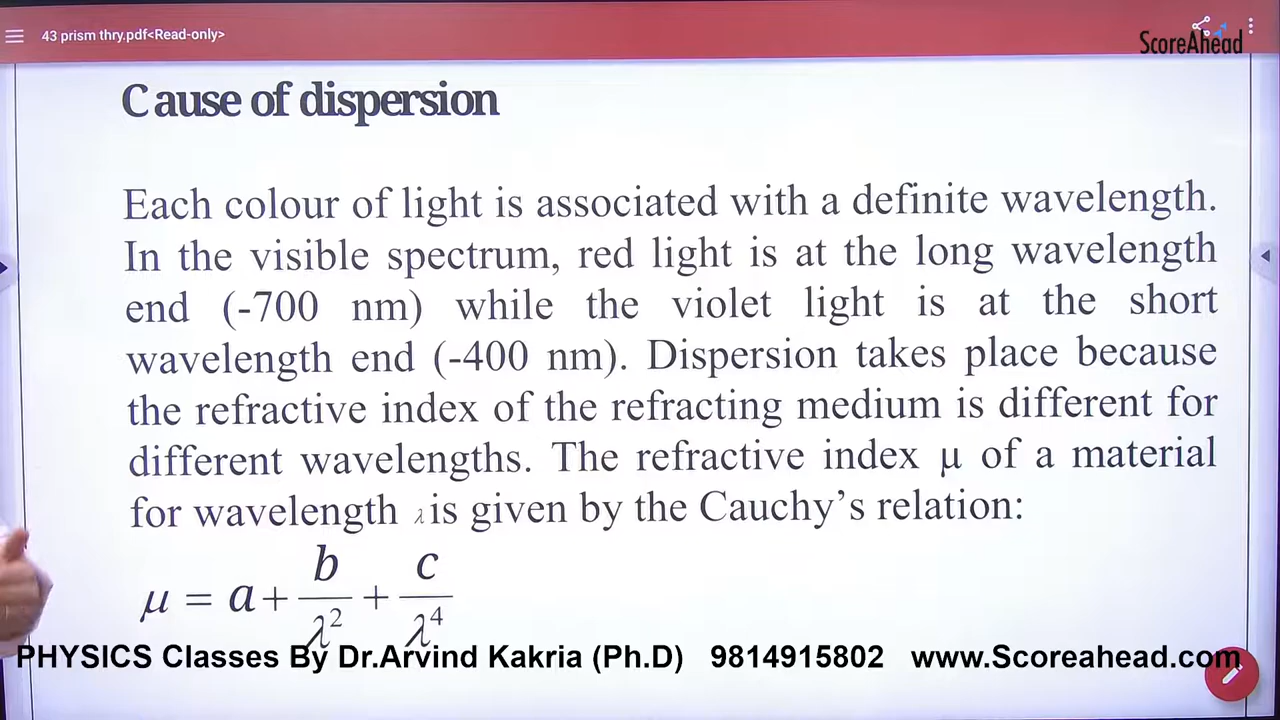 43 prism thry.pdf<Read-only>
ScoreAhead
Cause of dispersion
Each colour of light is associated with a definite wavelength.
In the visible spectrum, red light is at the long wavelength
end (-700 nm) while the violet light is at the short
wavelength end (-400 nm). Dispersion takes place because
the refractive index of the refracting medium is different for
different wavelengths. The refractive index μ of a material
for wavelength λ is given by the Cauchy's relation:
μ = a + b/λ² + c/λ⁴
PHYSICS Classes By Dr.Arvind Kakria (Ph.D) 9814915802 www.Scoreahead.com